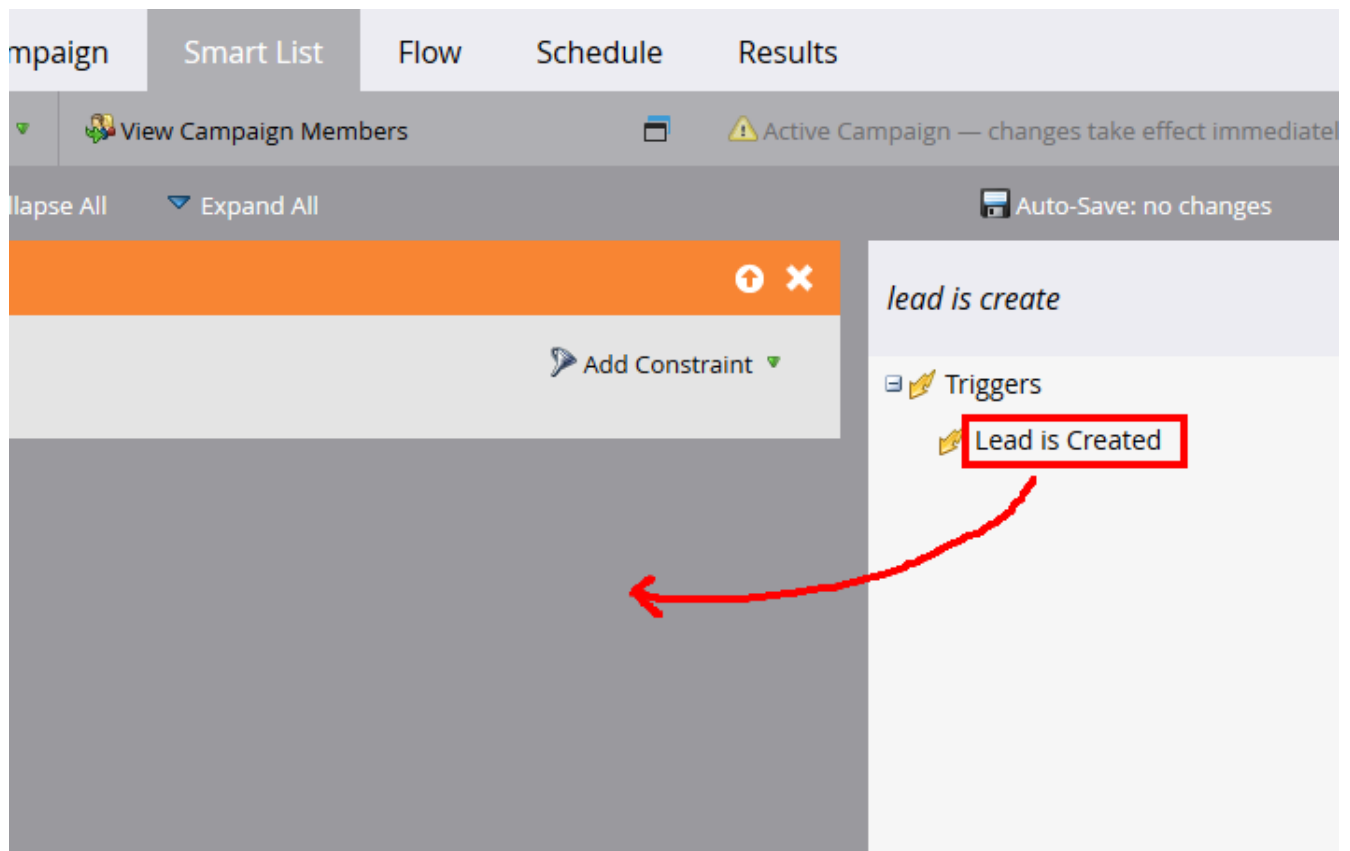 mpaign Smart List Flow Schedule Results
View Campaign Members Active Campaign — changes take effect immediatel
llapse All Expand All Auto-Save: no changes
lead is create
Add Constraint
Triggers
Lead is Created